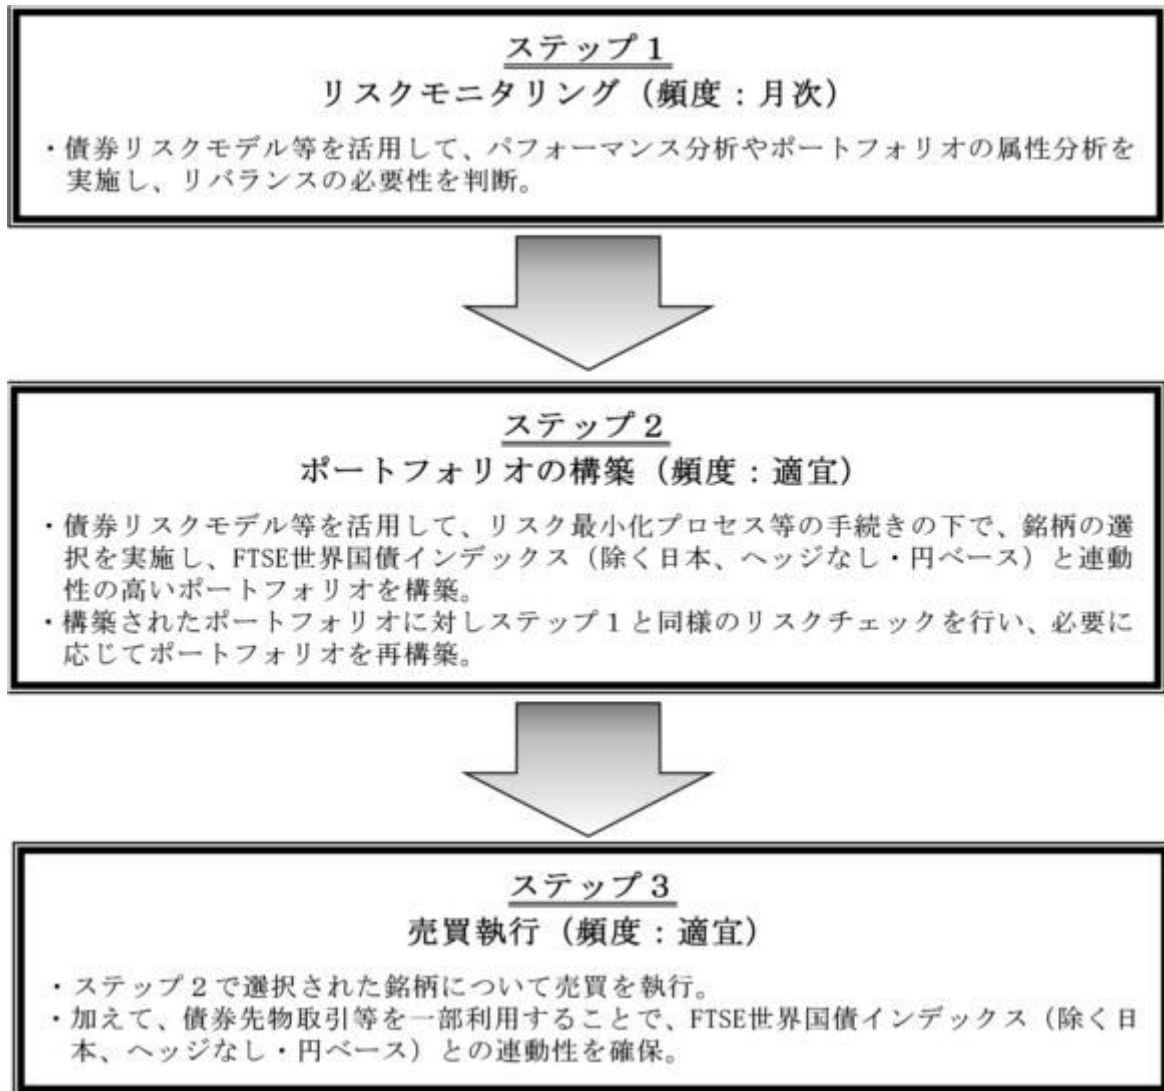 ステップ1
リスクモニタリング（頻度：月次）
・債券リスクモデル等を活用して、パフォーマンス分析やポートフォリオの属性分析を
実施し、リバランスの必要性を判断。
ステップ2
ポートフォリオの構築（頻度：適宜）
・債券リスクモデル等を活用して、リスク最小化プロセス等の手続きの下で、銘柄の選
択を実施し、FTSE世界国債インデックス（除く日本、ヘッジなし・円ベース）と連動
性の高いポートフォリオを構築。
・構築されたポートフォリオに対しステップ1と同様のリスクチェックを行い、必要に
応じてポートフォリオを再構築。
ステップ3
売買執行（頻度：適宜）
・ステップ2で選択された銘柄について売買を執行。
・加えて、債券先物取引等を一部利用することで、FTSE世界国債インデックス（除く日
本、ヘッジなし・円ベース）との連動性を確保。